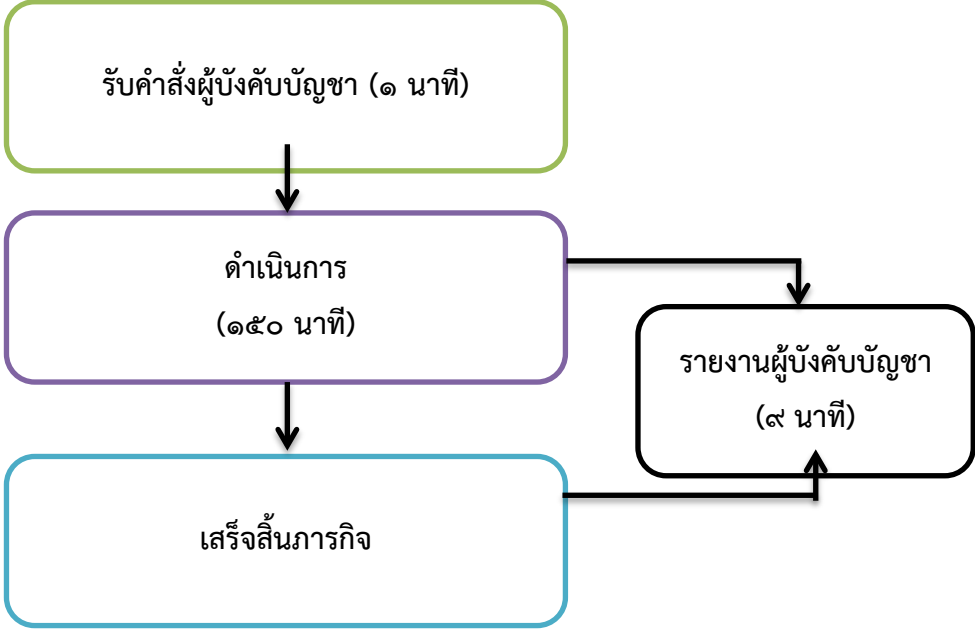 รับคำสั่งผู้บังคับบัญชา (๑ นาที)
ดำเนินการ
(๑๕๐ นาที)
รายงานผู้บังคับบัญชา
(๙ นาที)
เสร็จสิ้นภารกิจ